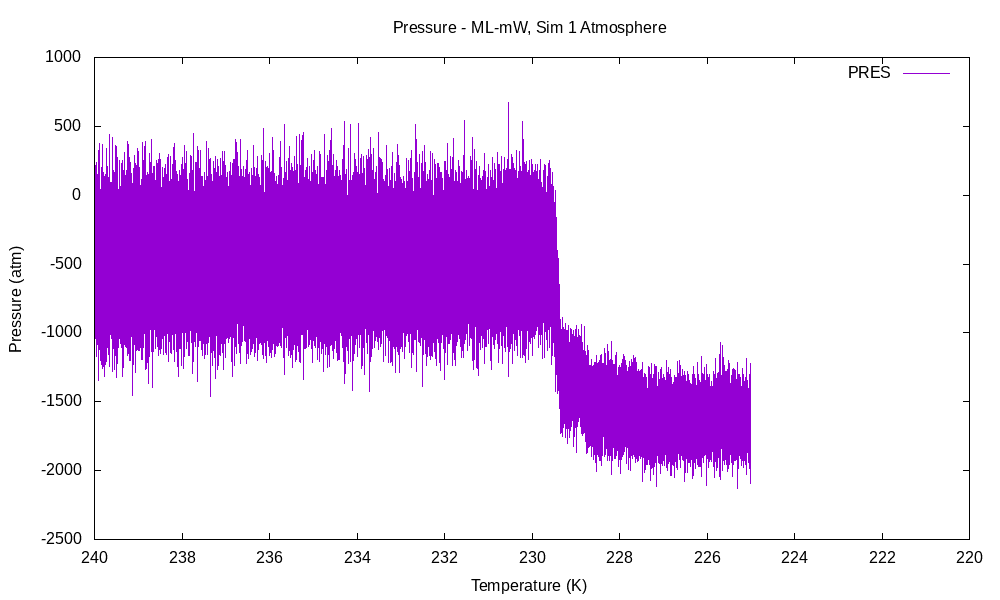 Pressure - ML-mW, Sim 1 Atmosphere
PRES
1000
500
0
-500
-1000
-1500
-2000
-2500
Pressure (atm)
240 238 236 234 232 230 228 226 224 222 220
Temperature (K)